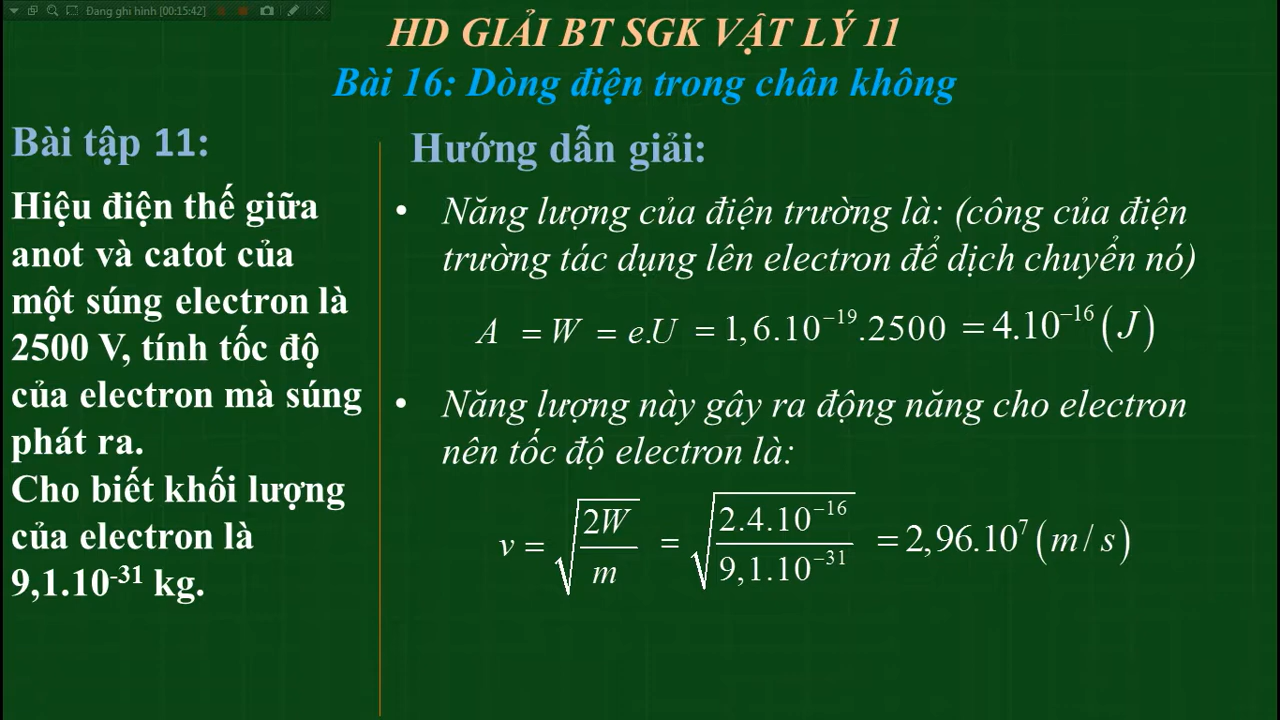 Đang ghi hình [00:15:42]
HD GIẢI BT SGK VẬT LÝ 11
Bài 16: Dòng điện trong chân không
Bài tập 11:
Hiệu điện thế giữa
anot và catot của
một súng electron là
2500 V, tính tốc độ
của electron mà súng
phát ra.
Cho biết khối lượng
của electron là
9,1.10⁻³¹ kg.
Hướng dẫn giải:
• Năng lượng của điện trường là: (công của điện
trường tác dụng lên electron để dịch chuyển nó)
A = W = e.U = 1,6.10⁻¹⁹.2500 = 4.10⁻¹⁶ (J)
• Năng lượng này gây ra động năng cho electron
nên tốc độ electron là:
v = √(2W/m) = √(2.4.10⁻¹⁶/9,1.10⁻³¹) = 2,96.10⁷ (m/s)